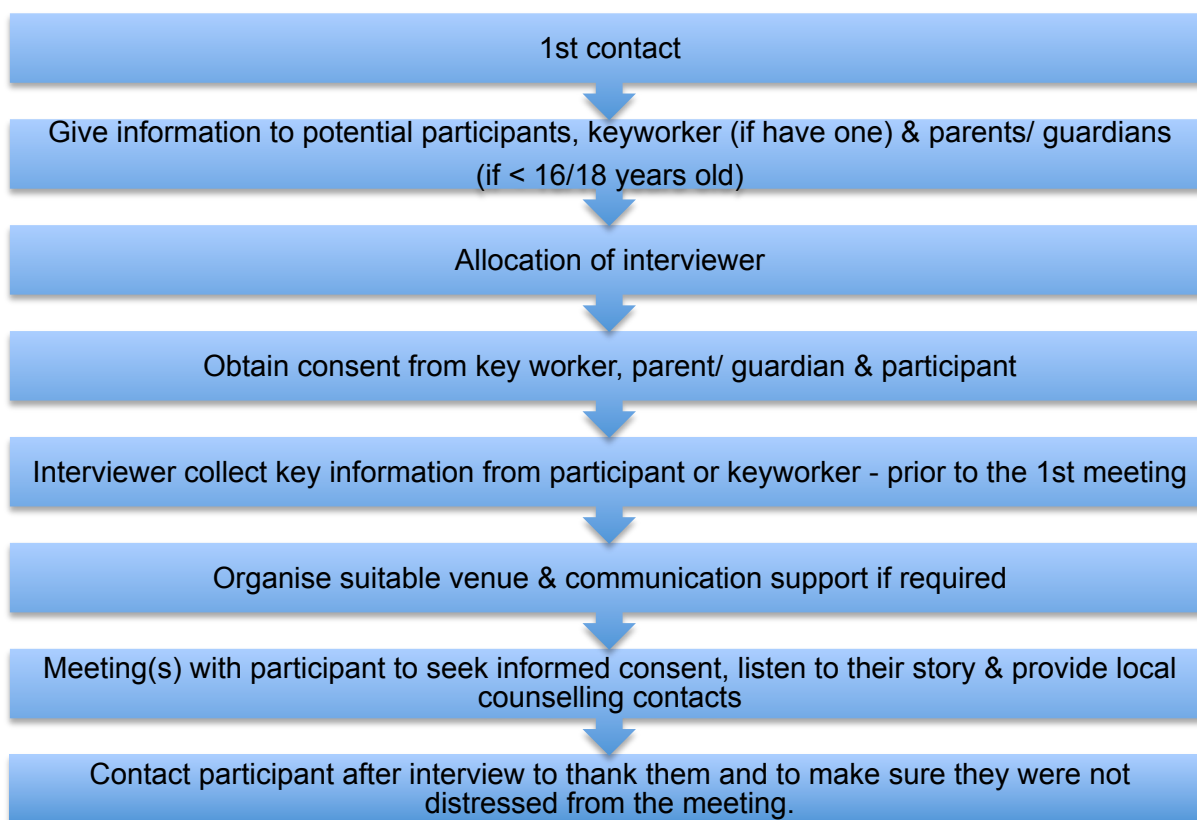 1st contact
Give information to potential participants, keyworker (if have one) & parents/ guardians
(if < 16/18 years old)
Allocation of interviewer
Obtain consent from key worker, parent/ guardian & participant
Interviewer collect key information from participant or keyworker - prior to the 1st meeting
Organise suitable venue & communication support if required
Meeting(s) with participant to seek informed consent, listen to their story & provide local
counselling contacts
Contact participant after interview to thank them and to make sure they were not
distressed from the meeting.